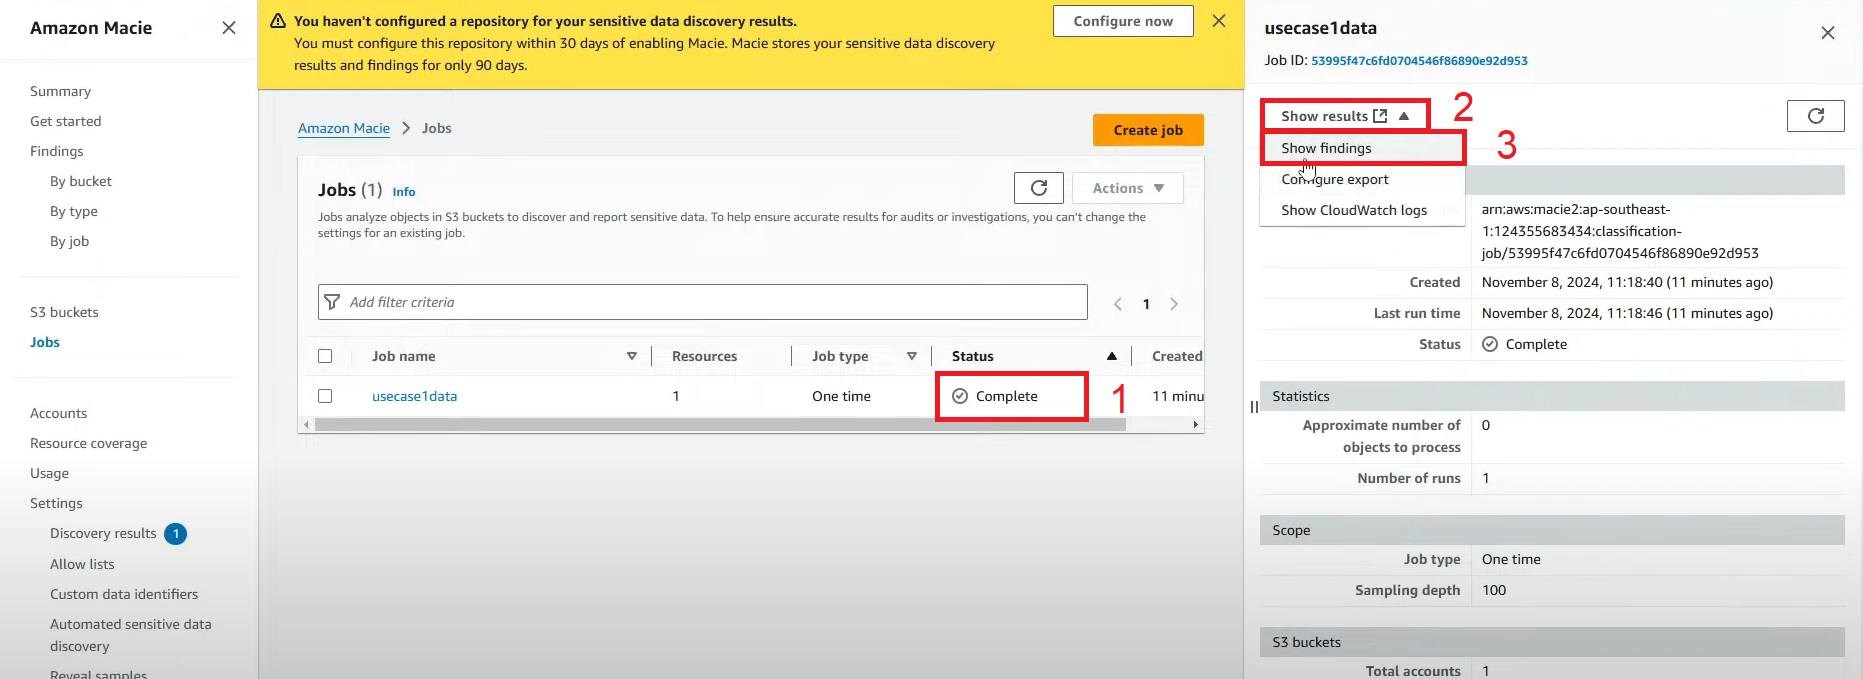 Amazon Macie
Summary
Get started
Findings
By bucket
By type
By job
S3 buckets
Jobs
Accounts
Resource coverage
Usage
Settings
Discovery results 1
Allow lists
Custom data identifiers
Automated sensitive data
discovery
Reveal samples
You haven't configured a repository for your sensitive data discovery results.
You must configure this repository within 30 days of enabling Macie. Macie stores your sensitive data discovery
results and findings for only 90 days.
Configure now
Amazon Macie > Jobs
Create job
Jobs (1) Info
Actions
Jobs analyze objects in S3 buckets to discover and report sensitive data. To help ensure accurate results for audits or investigations, you can't change the
settings for an existing job.
Add filter criteria
1
Job name Resources Job type Status Created
usecase1data 1 One time Complete 11 minu
1
usecase1data
Job ID: 53995f47c6fd0704546f86890e92d953
Show results
2
Show findings
3
Configure export
Show CloudWatch logs
arn:aws:macie2:ap-southeast-
1:124355683434:classification-
job/53995f47c6fd0704546f86890e92d953
Created November 8, 2024, 11:18:40 (11 minutes ago)
Last run time November 8, 2024, 11:18:46 (11 minutes ago)
Status Complete
Statistics
Approximate number of 0
objects to process
Number of runs 1
Scope
Job type One time
Sampling depth 100
S3 buckets
Total accounts 1